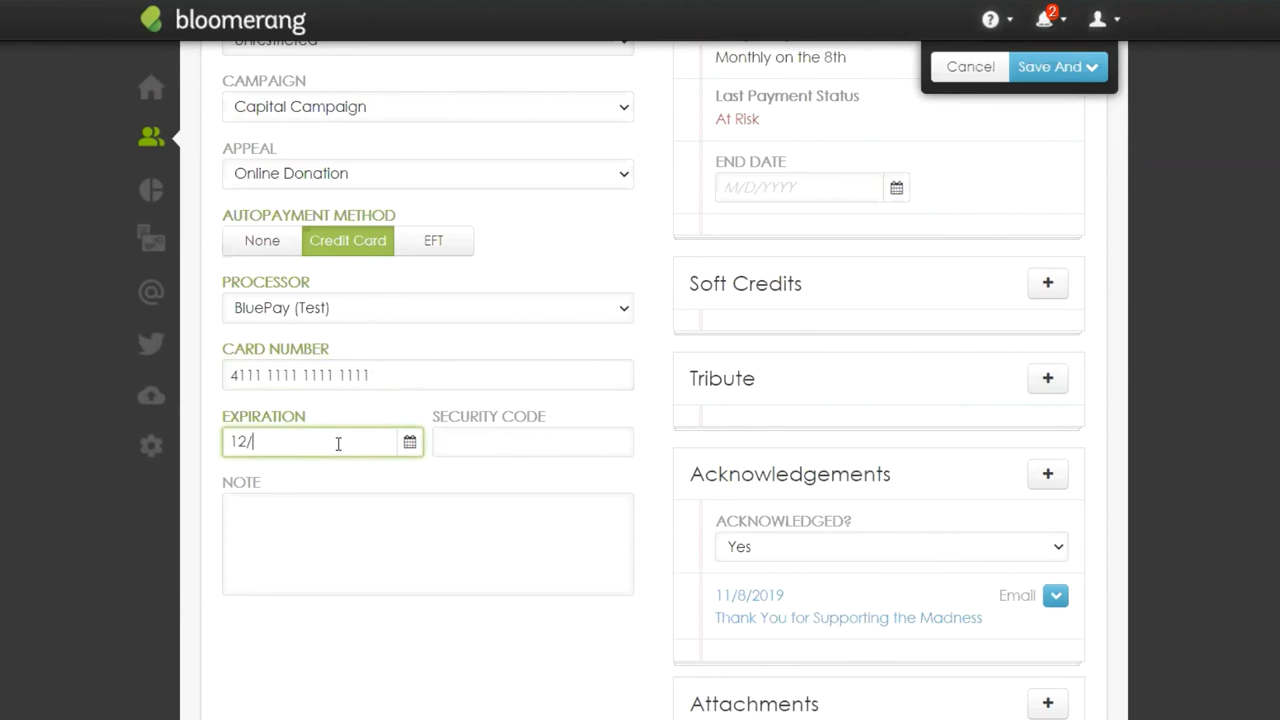 bloomerang
2
Unrestricted
CAMPAIGN
Capital Campaign
APPEAL
Online Donation
AUTOPAYMENT METHOD
None Credit Card EFT
PROCESSOR
BluePay (Test)
CARD NUMBER
4111 1111 1111 1111
EXPIRATION SECURITY CODE
12/
NOTE
Cancel Save And
Monthly on the 8th
Last Payment Status
At Risk
END DATE
M/D/YYYY
Soft Credits
Tribute
Acknowledgements
ACKNOWLEDGED?
Yes
11/8/2019 Email
Thank You for Supporting the Madness
Attachments